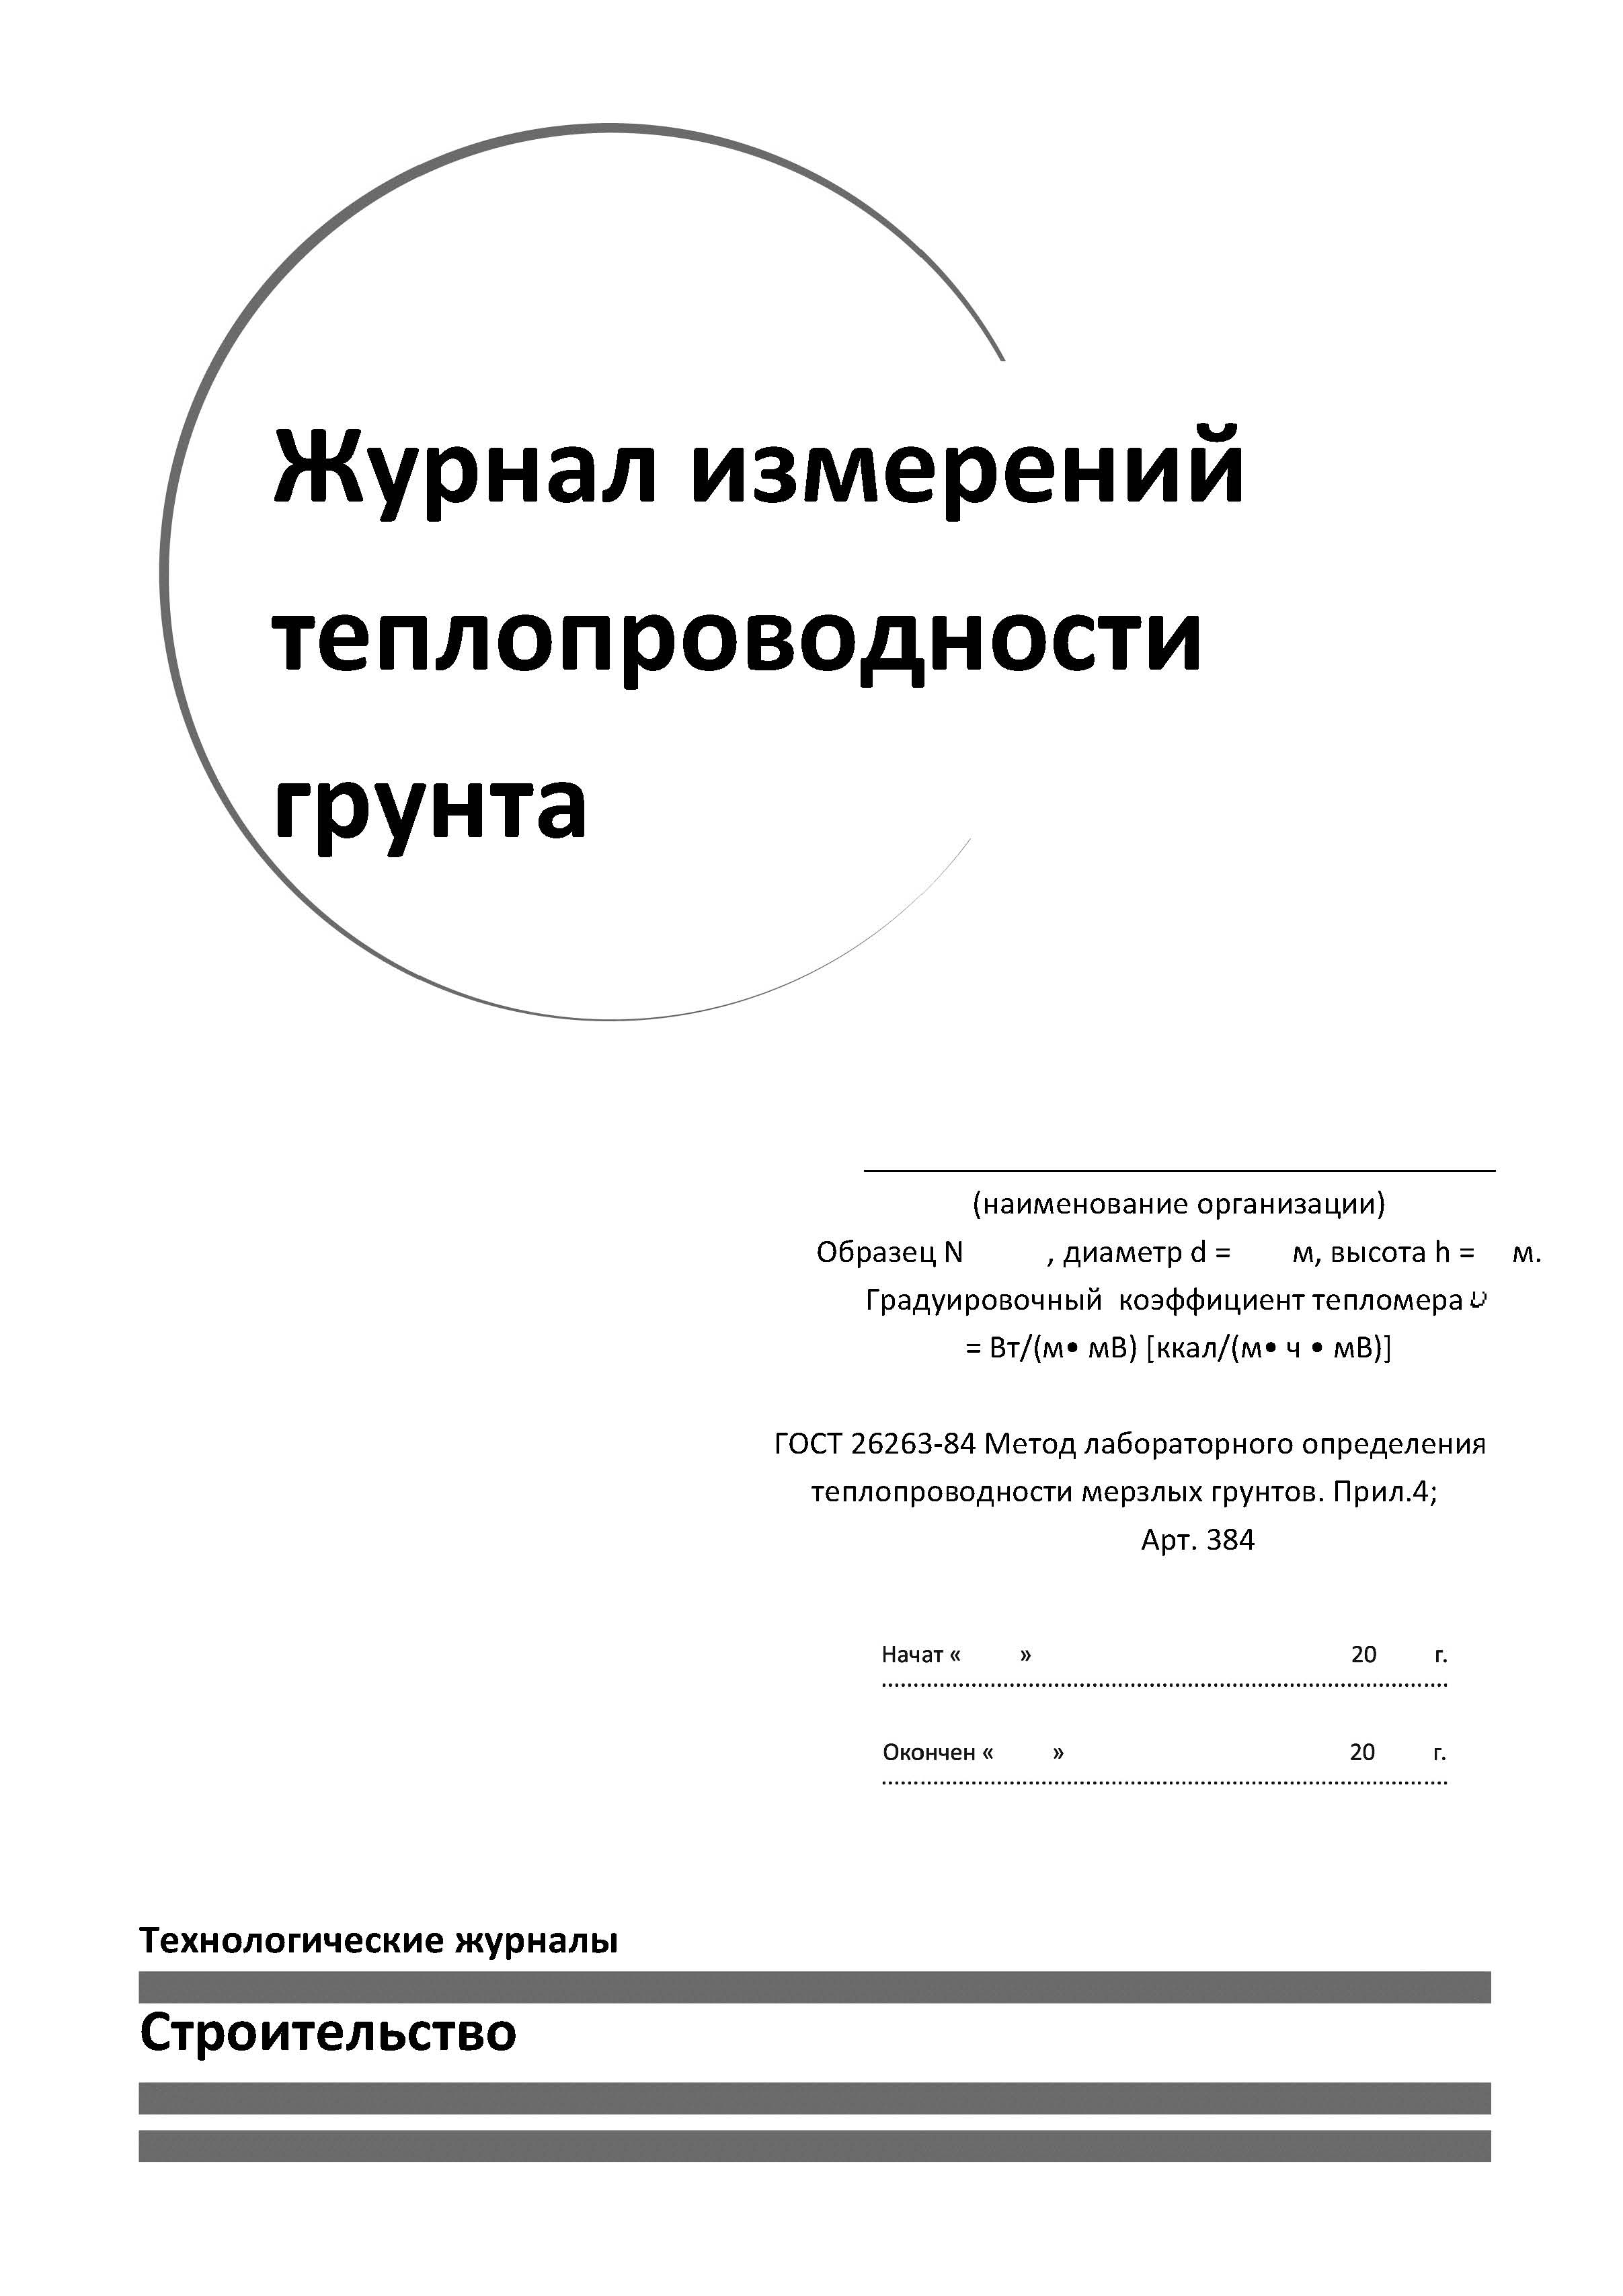 Журнал измерений
теплопроводности
грунта
(наименование организации)
Образец N , диаметр d = м, высота h = м.
Градуировочный коэффициент тепломера
= Вт/(м• мВ) [ккал/(м• ч • мВ)]
ГОСТ 26263-84 Метод лабораторного определения
теплопроводности мерзлых грунтов. Прил.4;
Арт. 384
Начат « » 20 г.
Окончен « » 20 г.
Технологические журналы
Строительство